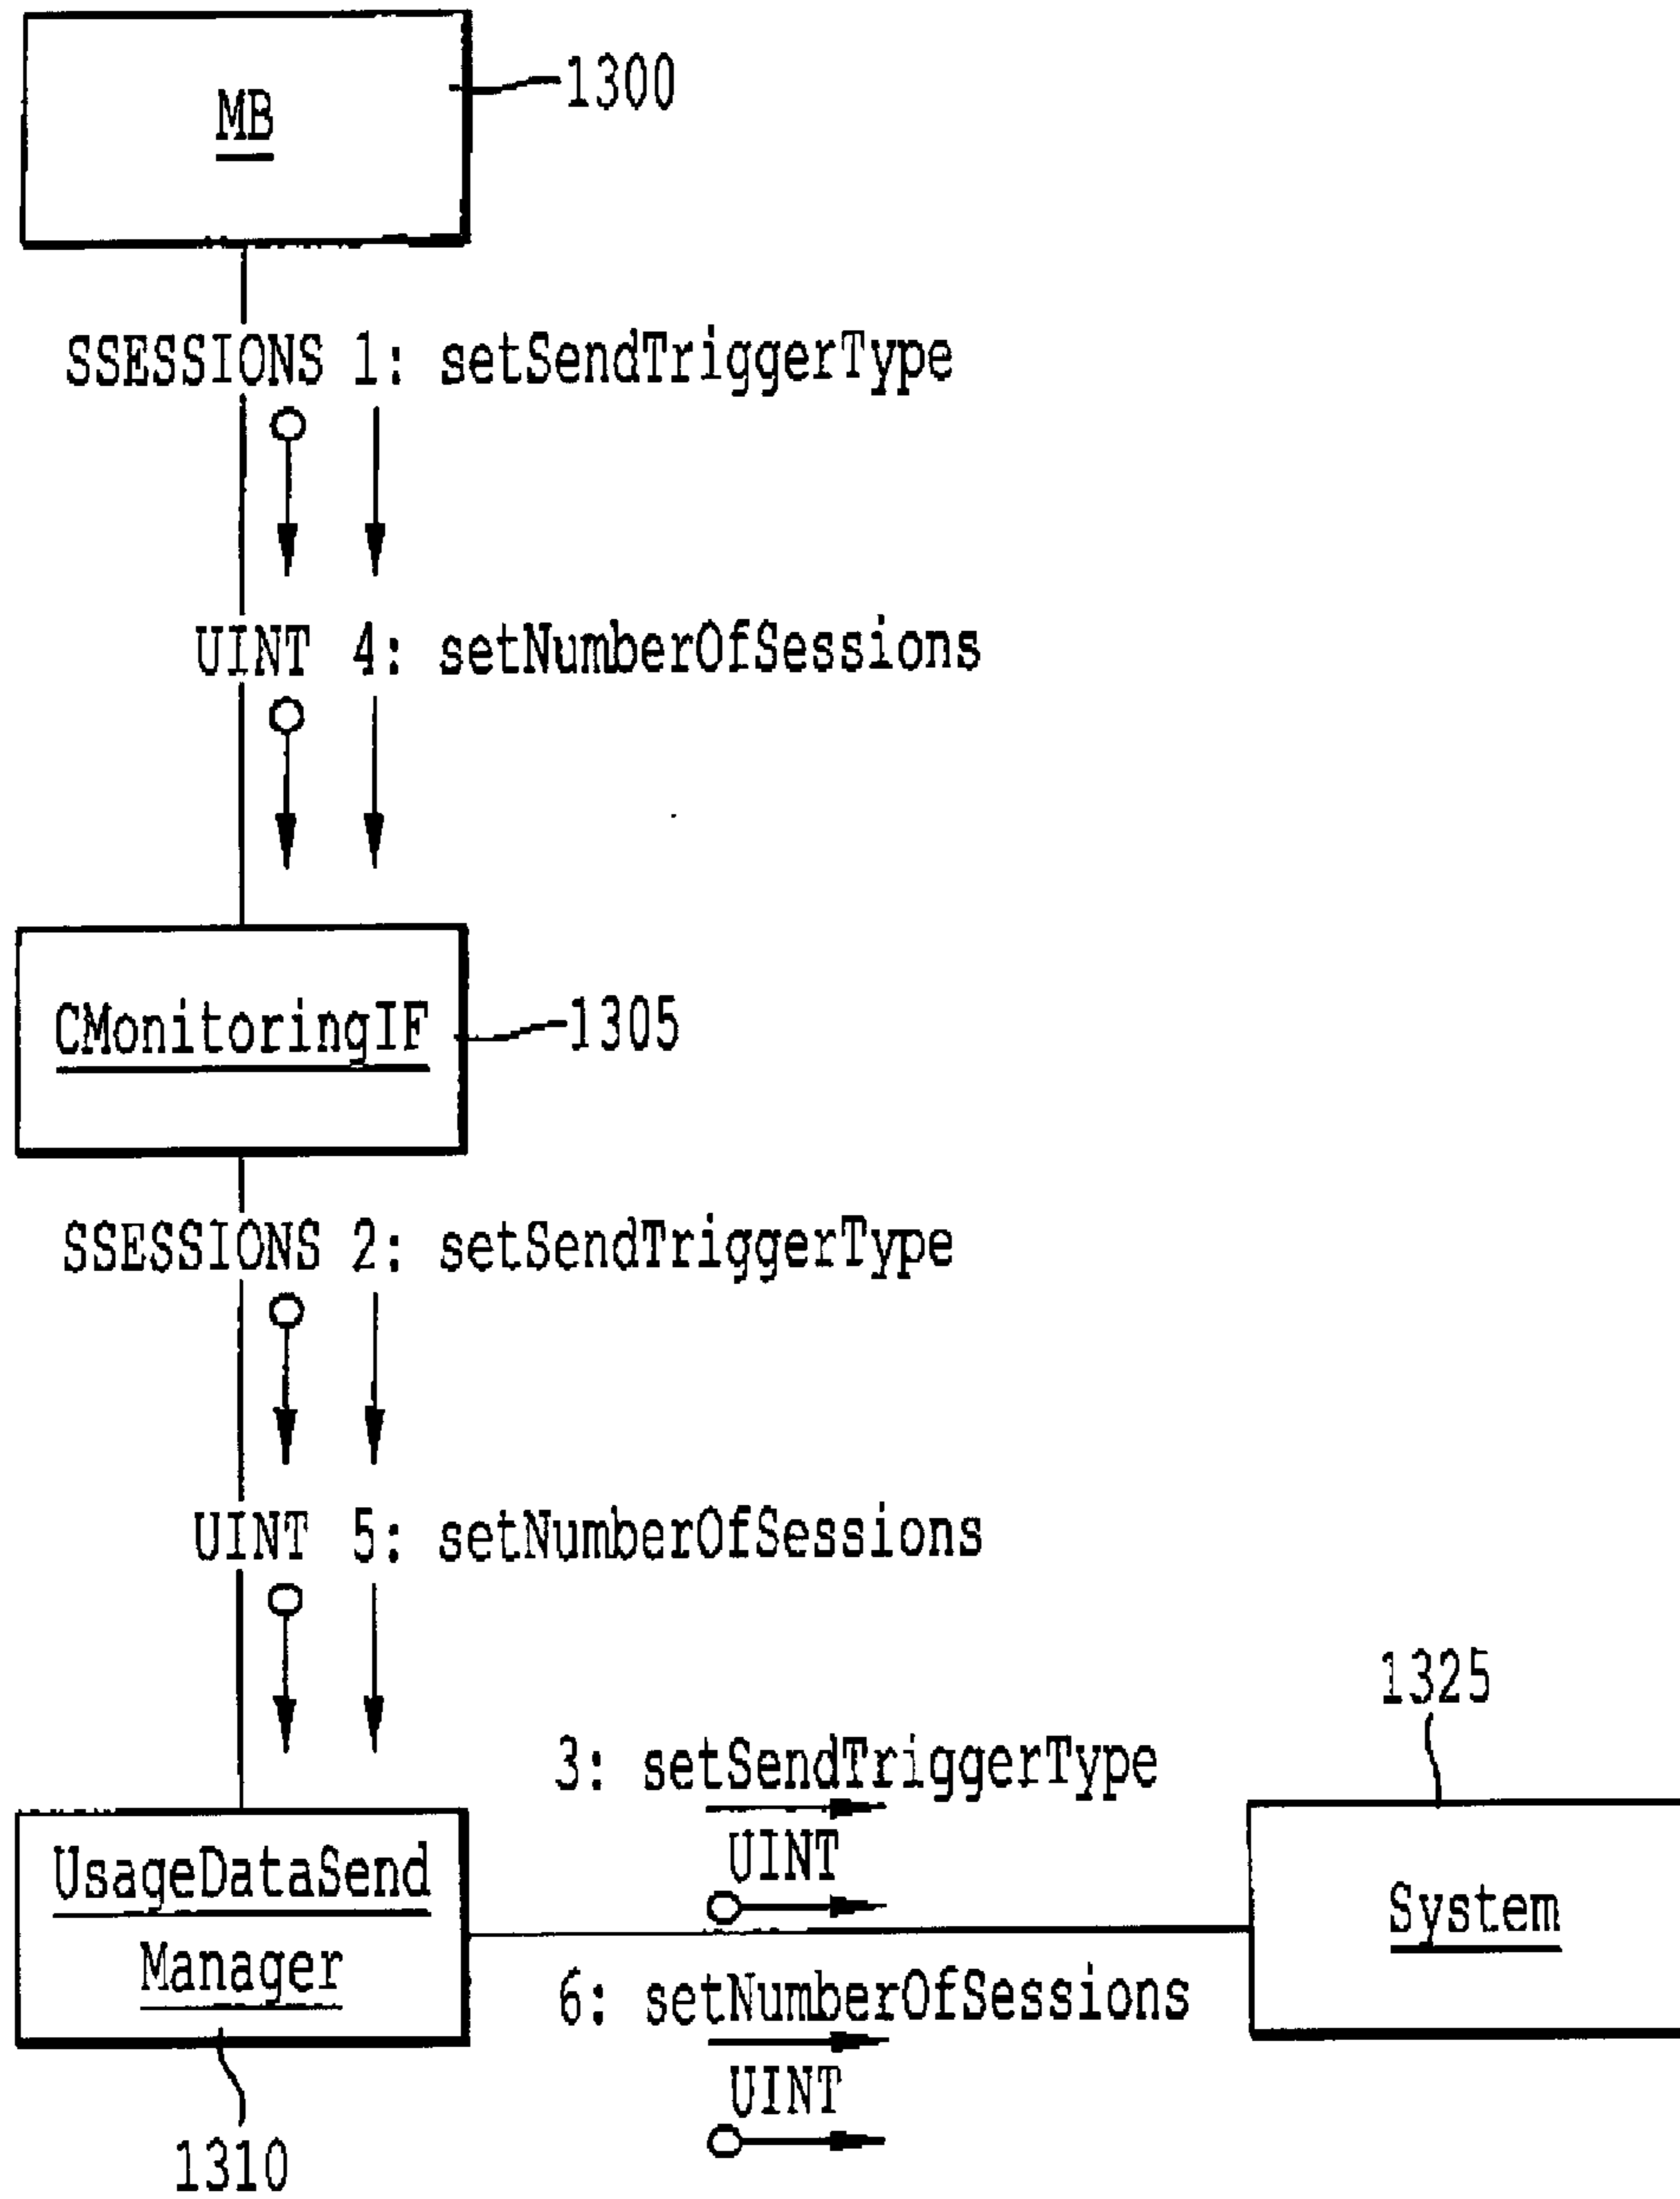 MB
1300
SSESSIONS 1: setSendTriggerType
UINT 4: setNumberOfSessions
CMonitoringIF
1305
SSESSIONS 2: setSendTriggerType
UINT 5: setNumberOfSessions
1325
3: setSendTriggerType
UINT
UsageDataSend
Manager
System
6: setNumberOfSessions
UINT
1310